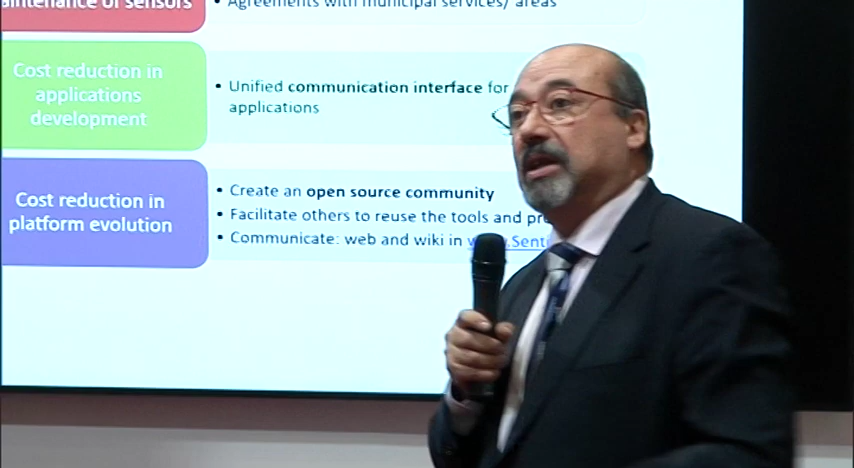 of sensors
• Agreements with municipal services/ areas
Cost reduction in
applications
development
• Unified communication interface for
applications
Cost reduction in
platform evolution
• Create an open source community
• Facilitate others to reuse the tools and
• Communicate: web and wiki in